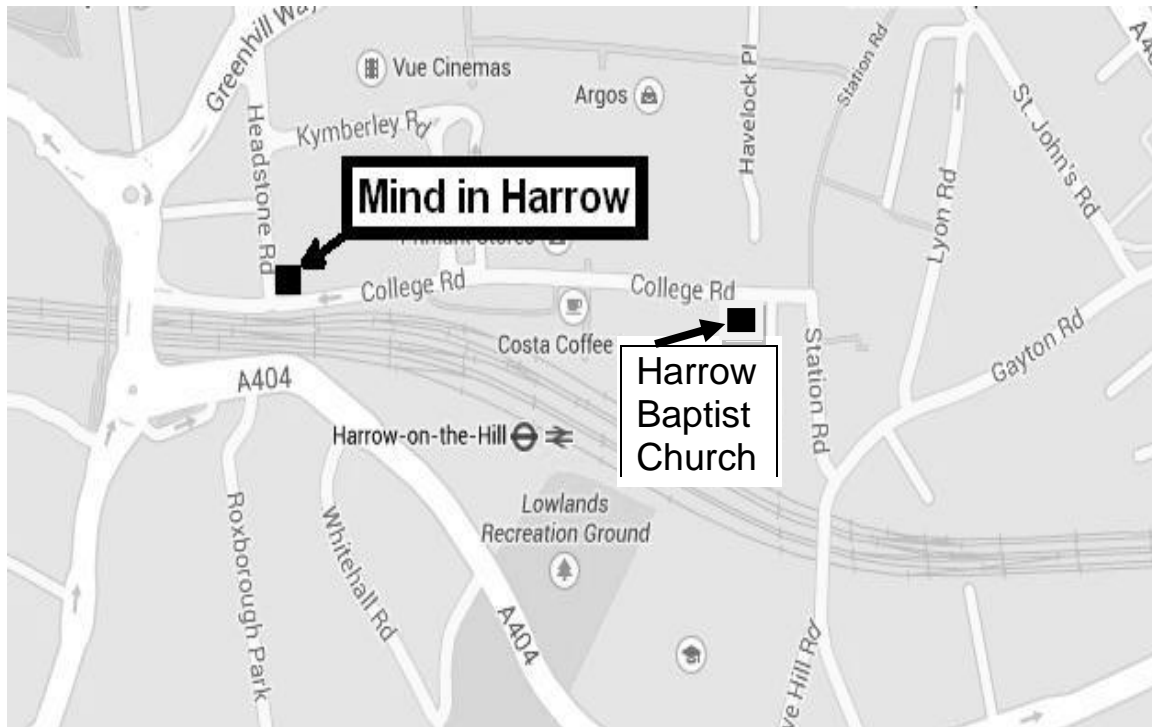 Greenhill Way
Vue Cinemas
Argos
Havelock Pl
Station Rd
St. John's Rd
Headstone Rd
Kymberley Rd
Mind in Harrow
Lyon Rd
College Rd
College Rd
Costa Coffee
Station Rd
Gayton Rd
Harrow
Baptist
Church
A404
Harrow-on-the-Hill
Lowlands
Recreation Ground
Roxborough Park
Whitehall Rd
A404
Hill Rd